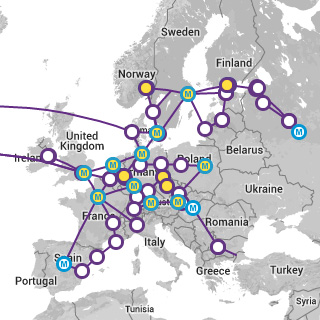 Sweden
Finland
Norway
United
Kingdom
Ireland
Poland
Belarus
Ukraine
France
Romania
Italy
Spain
Portugal
Greece
Turkey
Tunisia
Syria
M
M
M
M
M
M
M
M
M
M
M
M
M